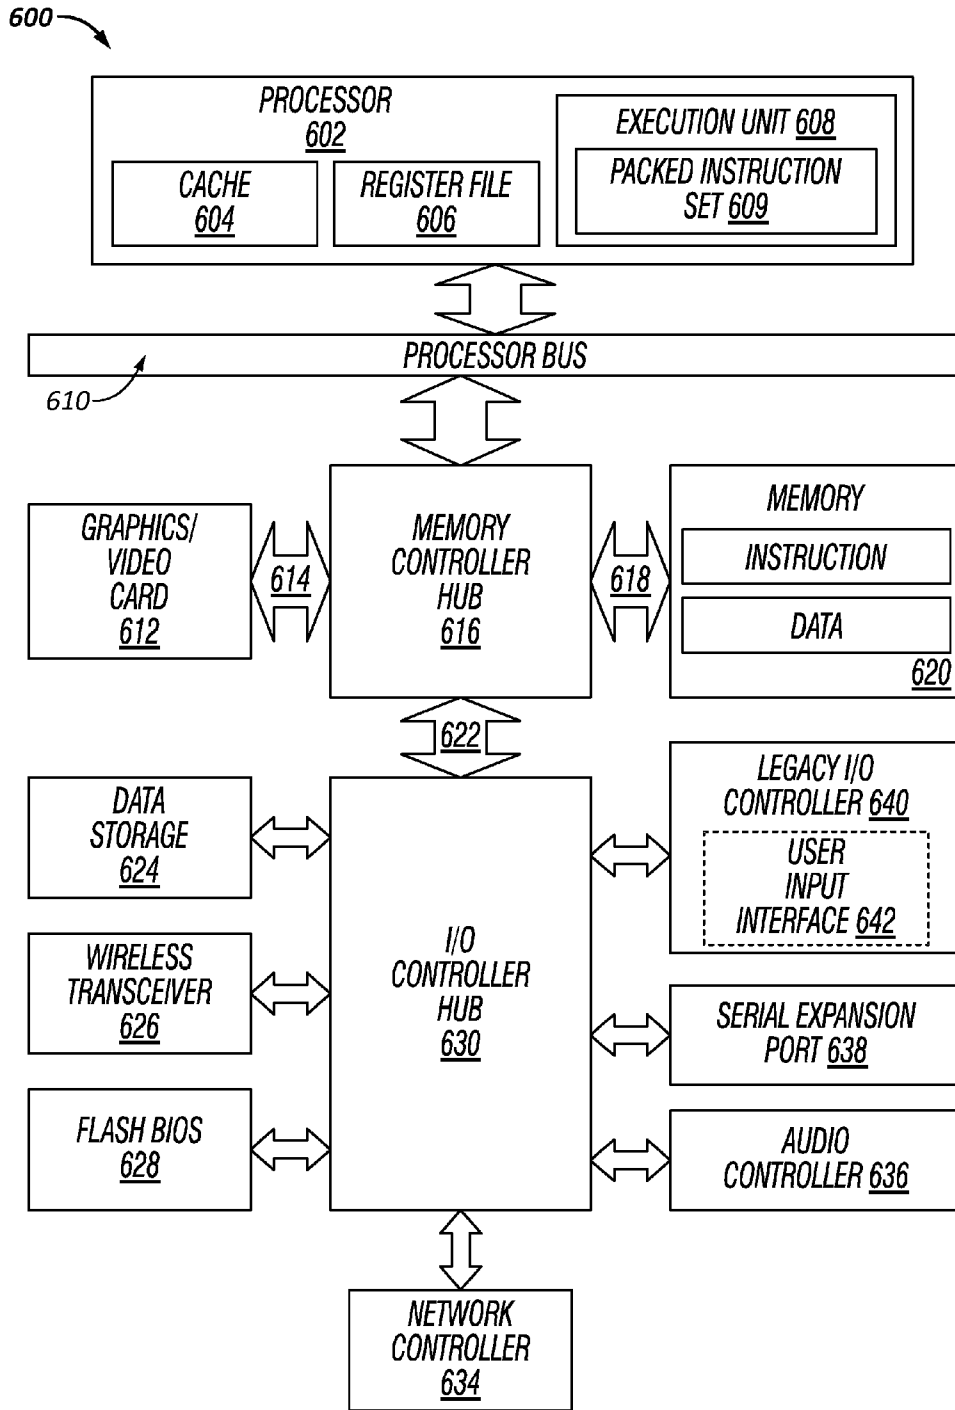 600
PROCESSOR
602
CACHE
604
REGISTER FILE
606
EXECUTION UNIT 608
PACKED INSTRUCTION
SET 609
PROCESSOR BUS
610
GRAPHICS/
VIDEO
CARD
612
614
MEMORY
CONTROLLER
HUB
616
618
MEMORY
INSTRUCTION
DATA
620
622
DATA
STORAGE
624
WIRELESS
TRANSCEIVER
626
FLASH BIOS
628
I/O
CONTROLLER
HUB
630
LEGACY I/O
CONTROLLER 640
USER
INPUT
INTERFACE 642
SERIAL EXPANSION
PORT 638
AUDIO
CONTROLLER 636
NETWORK
CONTROLLER
634